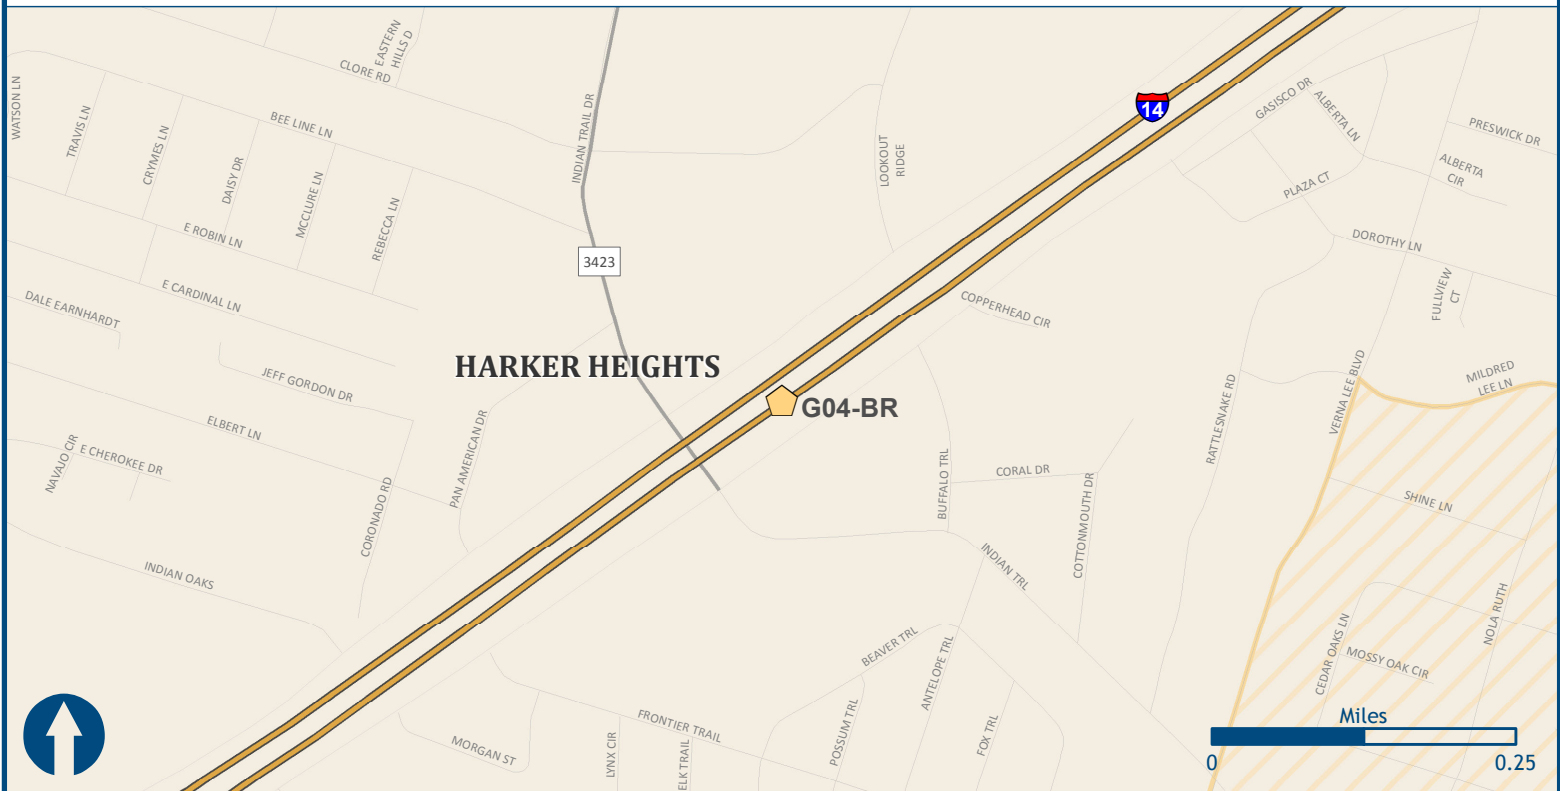 EASTERN
HILLS D
CLORE RD
WATSON LN
TRAVIS LN
CRYMES LN
DAISY DR
BEE LINE LN
MCCLURE LN
REBECCA LN
INDIAN TRAIL DR
LOOKOUT
RIDGE
14
GASISCO DR
ALBERTA LN
PRESWICK DR
ALBERTA
CIR
PLAZA CT
DOROTHY LN
FULLVIEW
CT
E ROBIN LN
3423
E CARDINAL LN
DALE EARNHARDT
COPPERHEAD CIR
HARKER HEIGHTS
JEFF GORDON DR
G04-BR
MILDRED
LEE LN
VERNA LEE BLVD
RATTLESNAKE RD
ELBERT LN
PAN AMERICAN DR
NAVAJO CIR
E CHEROKEE DR
CORONADO RD
BUFFALO TRL
CORAL DR
COTTONMOUTH DR
SHINE LN
INDIAN OAKS
INDIAN TRL
BEAVER TRL
ANTELOPE TRL
NOLA RUTH
CEDAR OAKS LN
MOSSY OAK CIR
FRONTIER TRAIL
MORGAN ST
LYNX CIR
ELK TRAIL
POSSUM TRL
FOX TRL
Miles
0
0.25